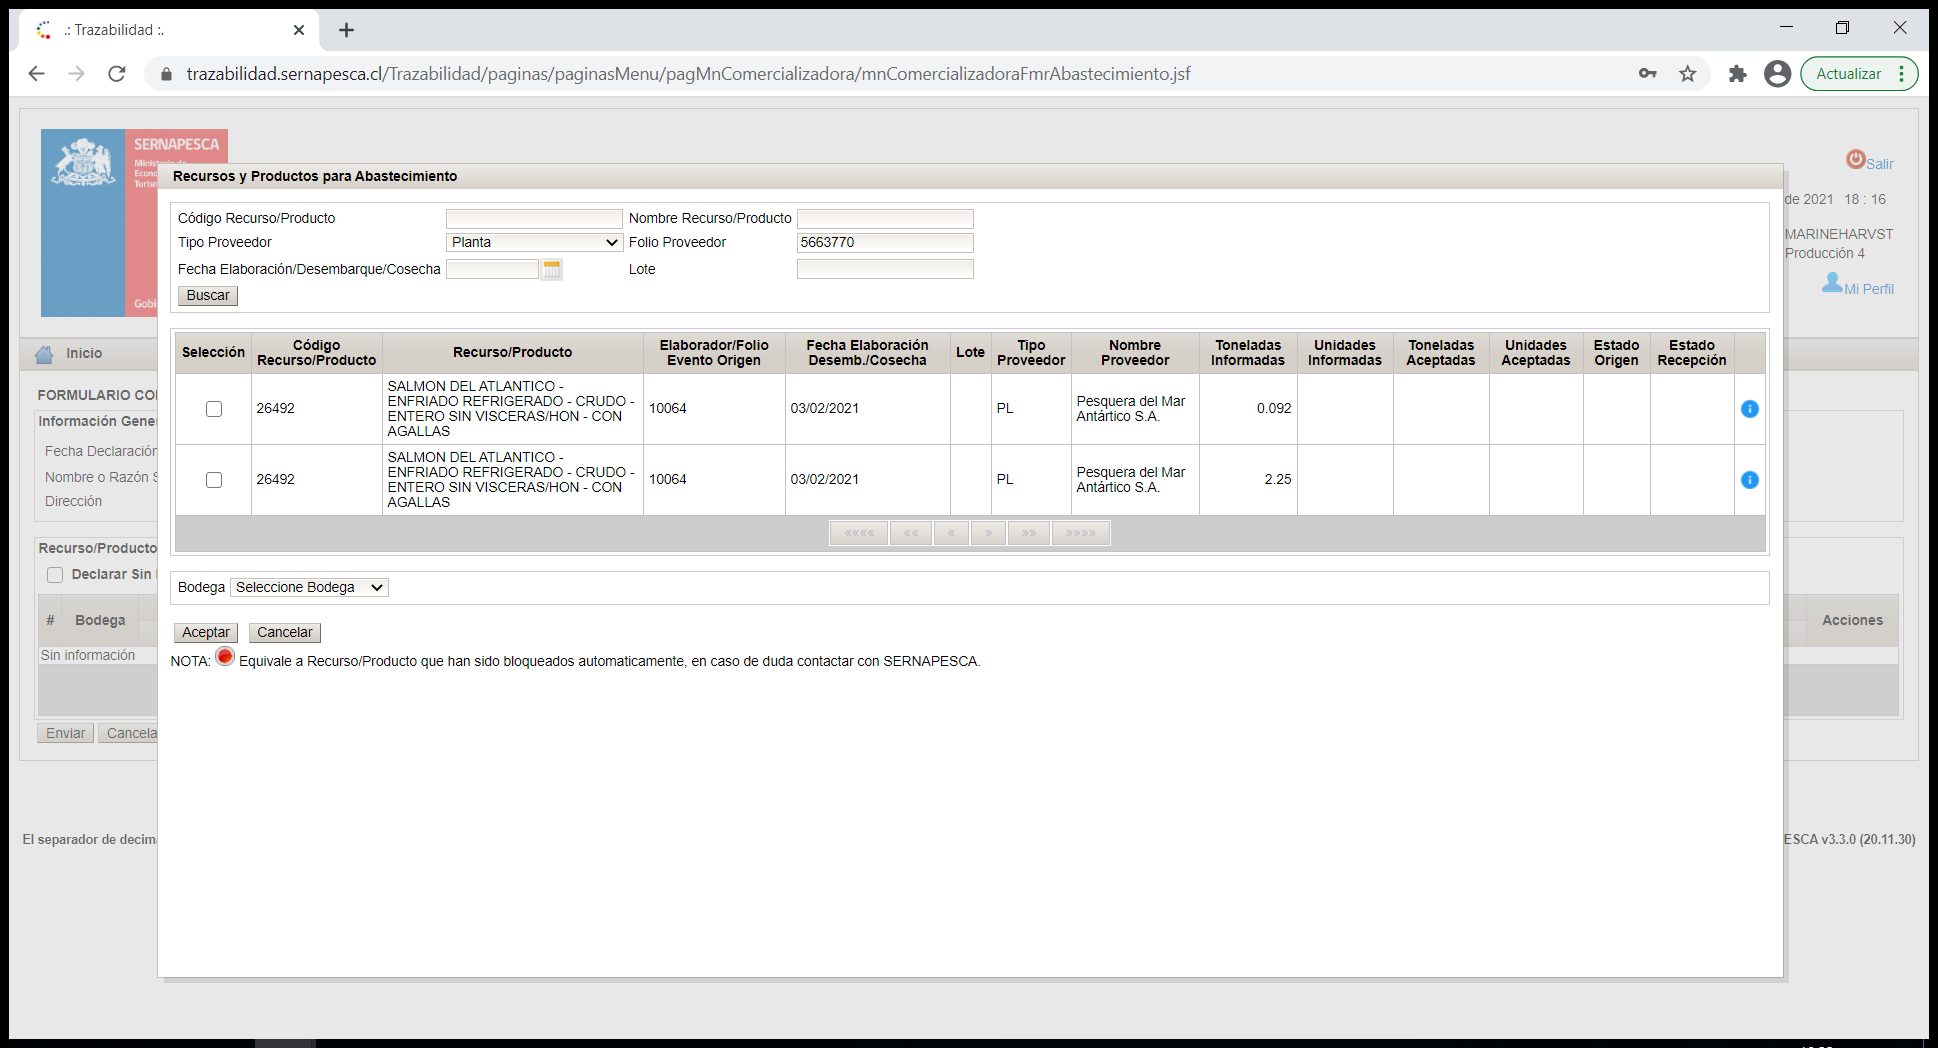 .: Trazabilidad :.
trazabilidad.sernapesca.cl/Trazabilidad/paginas/paginasMenu/pagMnComercializadora/mnComercializadoraFmrAbastecimiento.jsf
Actualizar
SERNAPESCA
Ministerio de
Econo
Turism
Gobi
Salir
de 2021 18 : 16
MARINEHARVST
Producción 4
Mi Perfil
Inicio
Recursos y Productos para Abastecimiento
Código Recurso/Producto
Nombre Recurso/Producto
Tipo Proveedor Planta
Folio Proveedor 5663770
Fecha Elaboración/Desembarque/Cosecha
Lote
Buscar
Selección Código Recurso/Producto Recurso/Producto Elaborador/Folio Evento Origen Fecha Elaboración Desemb./Cosecha Lote Tipo Proveedor Nombre Proveedor Toneladas Informadas Unidades Informadas Toneladas Aceptadas Unidades Aceptadas Estado Origen Estado Recepción
26492 SALMON DEL ATLANTICO - ENFRIADO REFRIGERADO - CRUDO - ENTERO SIN VISCERAS/HON - CON AGALLAS 10064 03/02/2021 PL Pesquera del Mar Antártico S.A. 0.092
26492 SALMON DEL ATLANTICO - ENFRIADO REFRIGERADO - CRUDO - ENTERO SIN VISCERAS/HON - CON AGALLAS 10064 03/02/2021 PL Pesquera del Mar Antártico S.A. 2.25
«««« «« « » »» »»»»
Bodega Seleccione Bodega
Aceptar Cancelar
NOTA: Equivale a Recurso/Producto que han sido bloqueados automaticamente, en caso de duda contactar con SERNAPESCA.
FORMULARIO CO
Información Gene
Fecha Declaración
Nombre o Razón S
Dirección
Recurso/Producto
Declarar Sin
# Bodega
Acciones
Sin información
Enviar Cancela
El separador de decim
ESCA v3.3.0 (20.11.30)